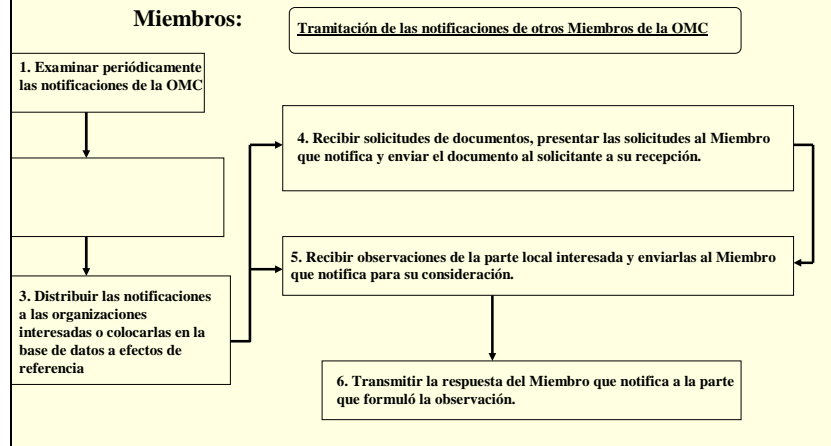 Miembros:
Tramitación de las notificaciones de otros Miembros de la OMC
1. Examinar periódicamente
las notificaciones de la OMC
4. Recibir solicitudes de documentos, presentar las solicitudes al Miembro
que notifica y enviar el documento al solicitante a su recepción.
5. Recibir observaciones de la parte local interesada y enviarlas al Miembro
que notifica para su consideración.
3. Distribuir las notificaciones
a las organizaciones
interesadas o colocarlas en la
base de datos a efectos de
referencia
6. Transmitir la respuesta del Miembro que notifica a la parte
que formuló la observación.